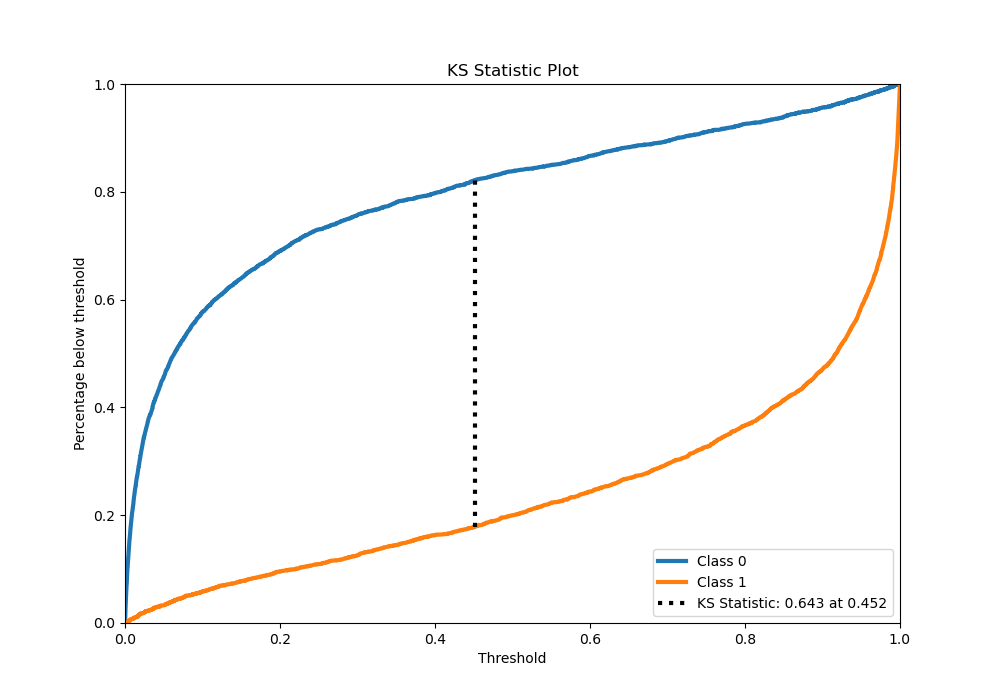 KS Statistic Plot
1.0
0.8
0.6
0.4
0.2
0.0
Percentage below threshold
0.0 0.2 0.4 0.6 0.8 1.0
Threshold
Class 0
Class 1
KS Statistic: 0.643 at 0.452